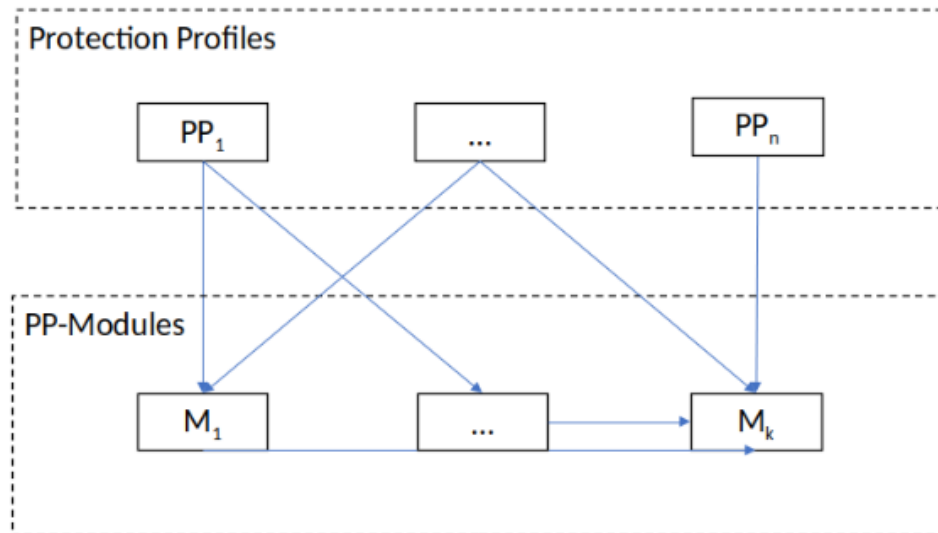 Protection Profiles
PP₁
...
PPₙ
PP-Modules
M₁
...
Mₖ